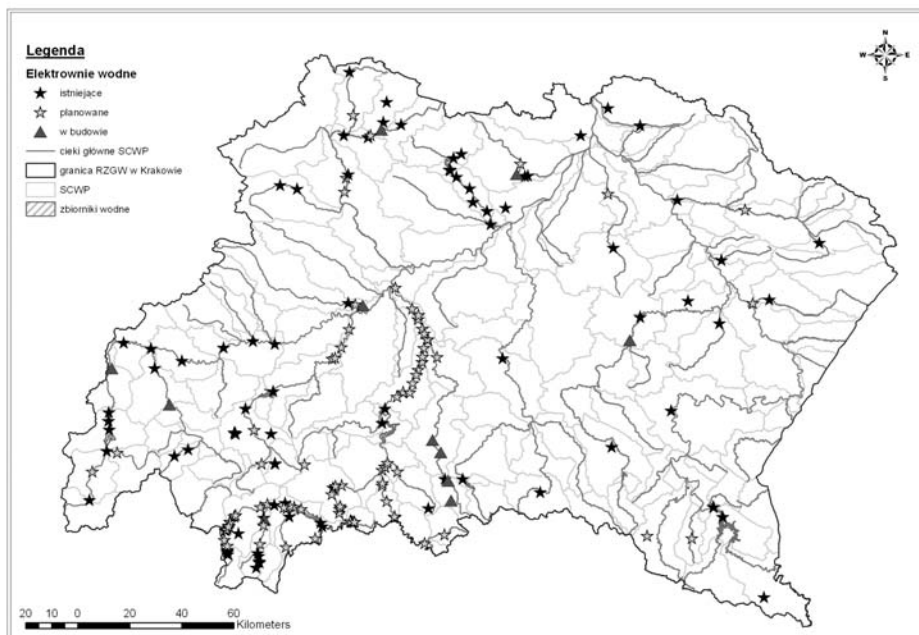 Legenda
Elektrownie wodne
istniejące
planowane
w budowie
cieki główne SCWP
granica RZGW w Krakowie
SCWP
zbiorniki wodne
N
W E
S
20 10 0 20 40 60
Kilometers